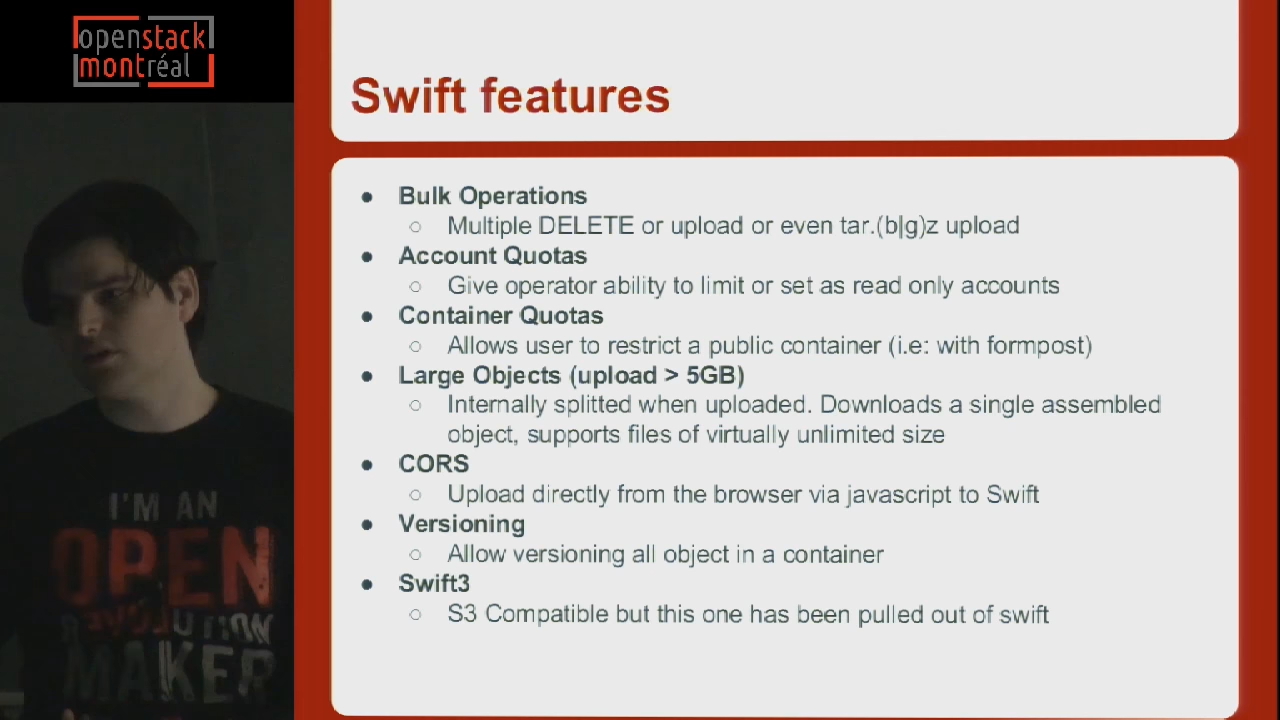 openstack
montréal
Swift features
● Bulk Operations
○ Multiple DELETE or upload or even tar.(b|g)z upload
● Account Quotas
○ Give operator ability to limit or set as read only accounts
● Container Quotas
○ Allows user to restrict a public container (i.e: with formpost)
● Large Objects (upload > 5GB)
○ Internally splitted when uploaded. Downloads a single assembled
object, supports files of virtually unlimited size
● CORS
○ Upload directly from the browser via javascript to Swift
● Versioning
○ Allow versioning all object in a container
● Swift3
○ S3 Compatible but this one has been pulled out of swift
I'M AN
OPEN
REVOLUTION
MAKER